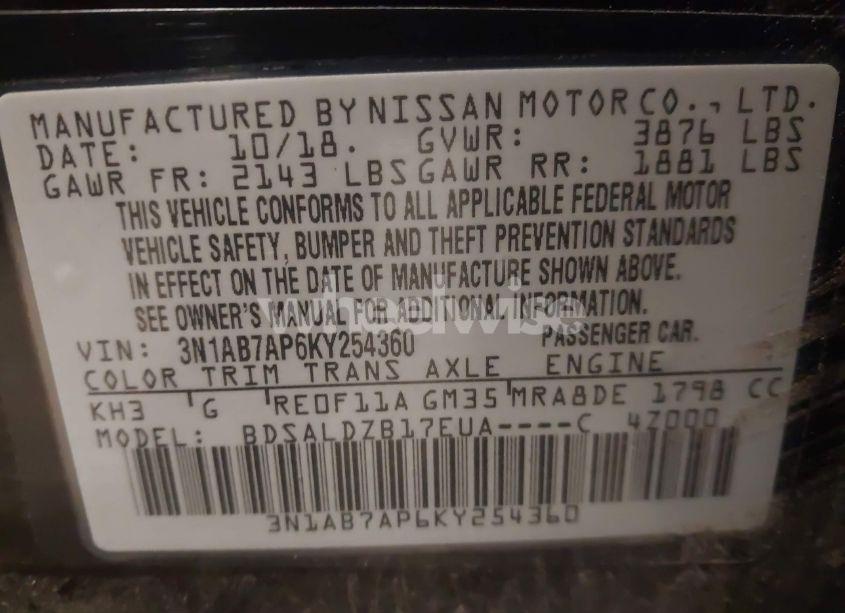 MANUFACTURED BY NISSAN MOTOR CO., LTD.
DATE: 10/18. GVWR: 3876 LBS
GAWR FR: 2143 LBS GAWR RR: 1881 LBS
THIS VEHICLE CONFORMS TO ALL APPLICABLE FEDERAL MOTOR
VEHICLE SAFETY, BUMPER AND THEFT PREVENTION STANDARDS
IN EFFECT ON THE DATE OF MANUFACTURE SHOWN ABOVE.
SEE OWNER'S MANUAL FOR ADDITIONAL INFORMATION.
VIN: 3N1AB7AP6KY254360 PASSENGER CAR.
COLOR TRIM TRANS AXLE ENGINE
KH3 G RE0F11A GM35 MRA8DE 1798 CC
MODEL: BDSALDZB17EUA----C 4Z000
3N1AB7AP6KY254360